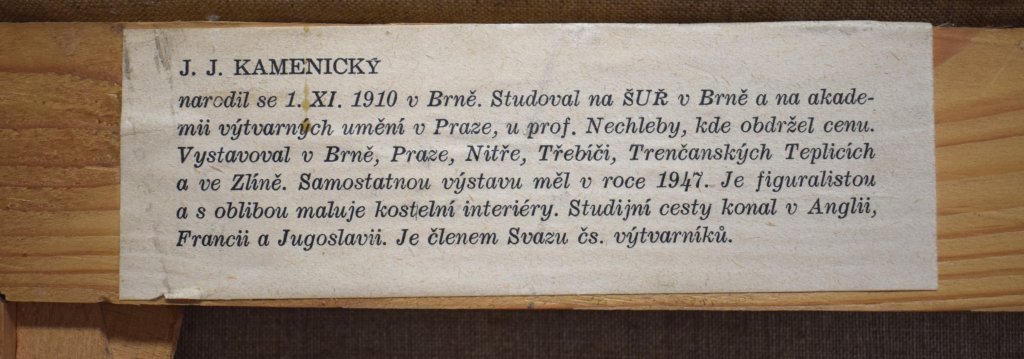 J. J. KAMENICKÝ
narodil se 1. XI. 1910 v Brně. Studoval na ŠUŘ v Brně a na akade-
mii výtvarných umění v Praze, u prof. Nechleby, kde obdržel cenu.
Vystavoval v Brně, Praze, Nitře, Třebíči, Trenčanských Teplicích
a ve Zlíně. Samostatnou výstavu měl v roce 1947. Je figuralistou
a s oblibou maluje kostelní interiéry. Studijní cesty konal v Anglii,
Francii a Jugoslavii. Je členem Svazu čs. výtvarníků.